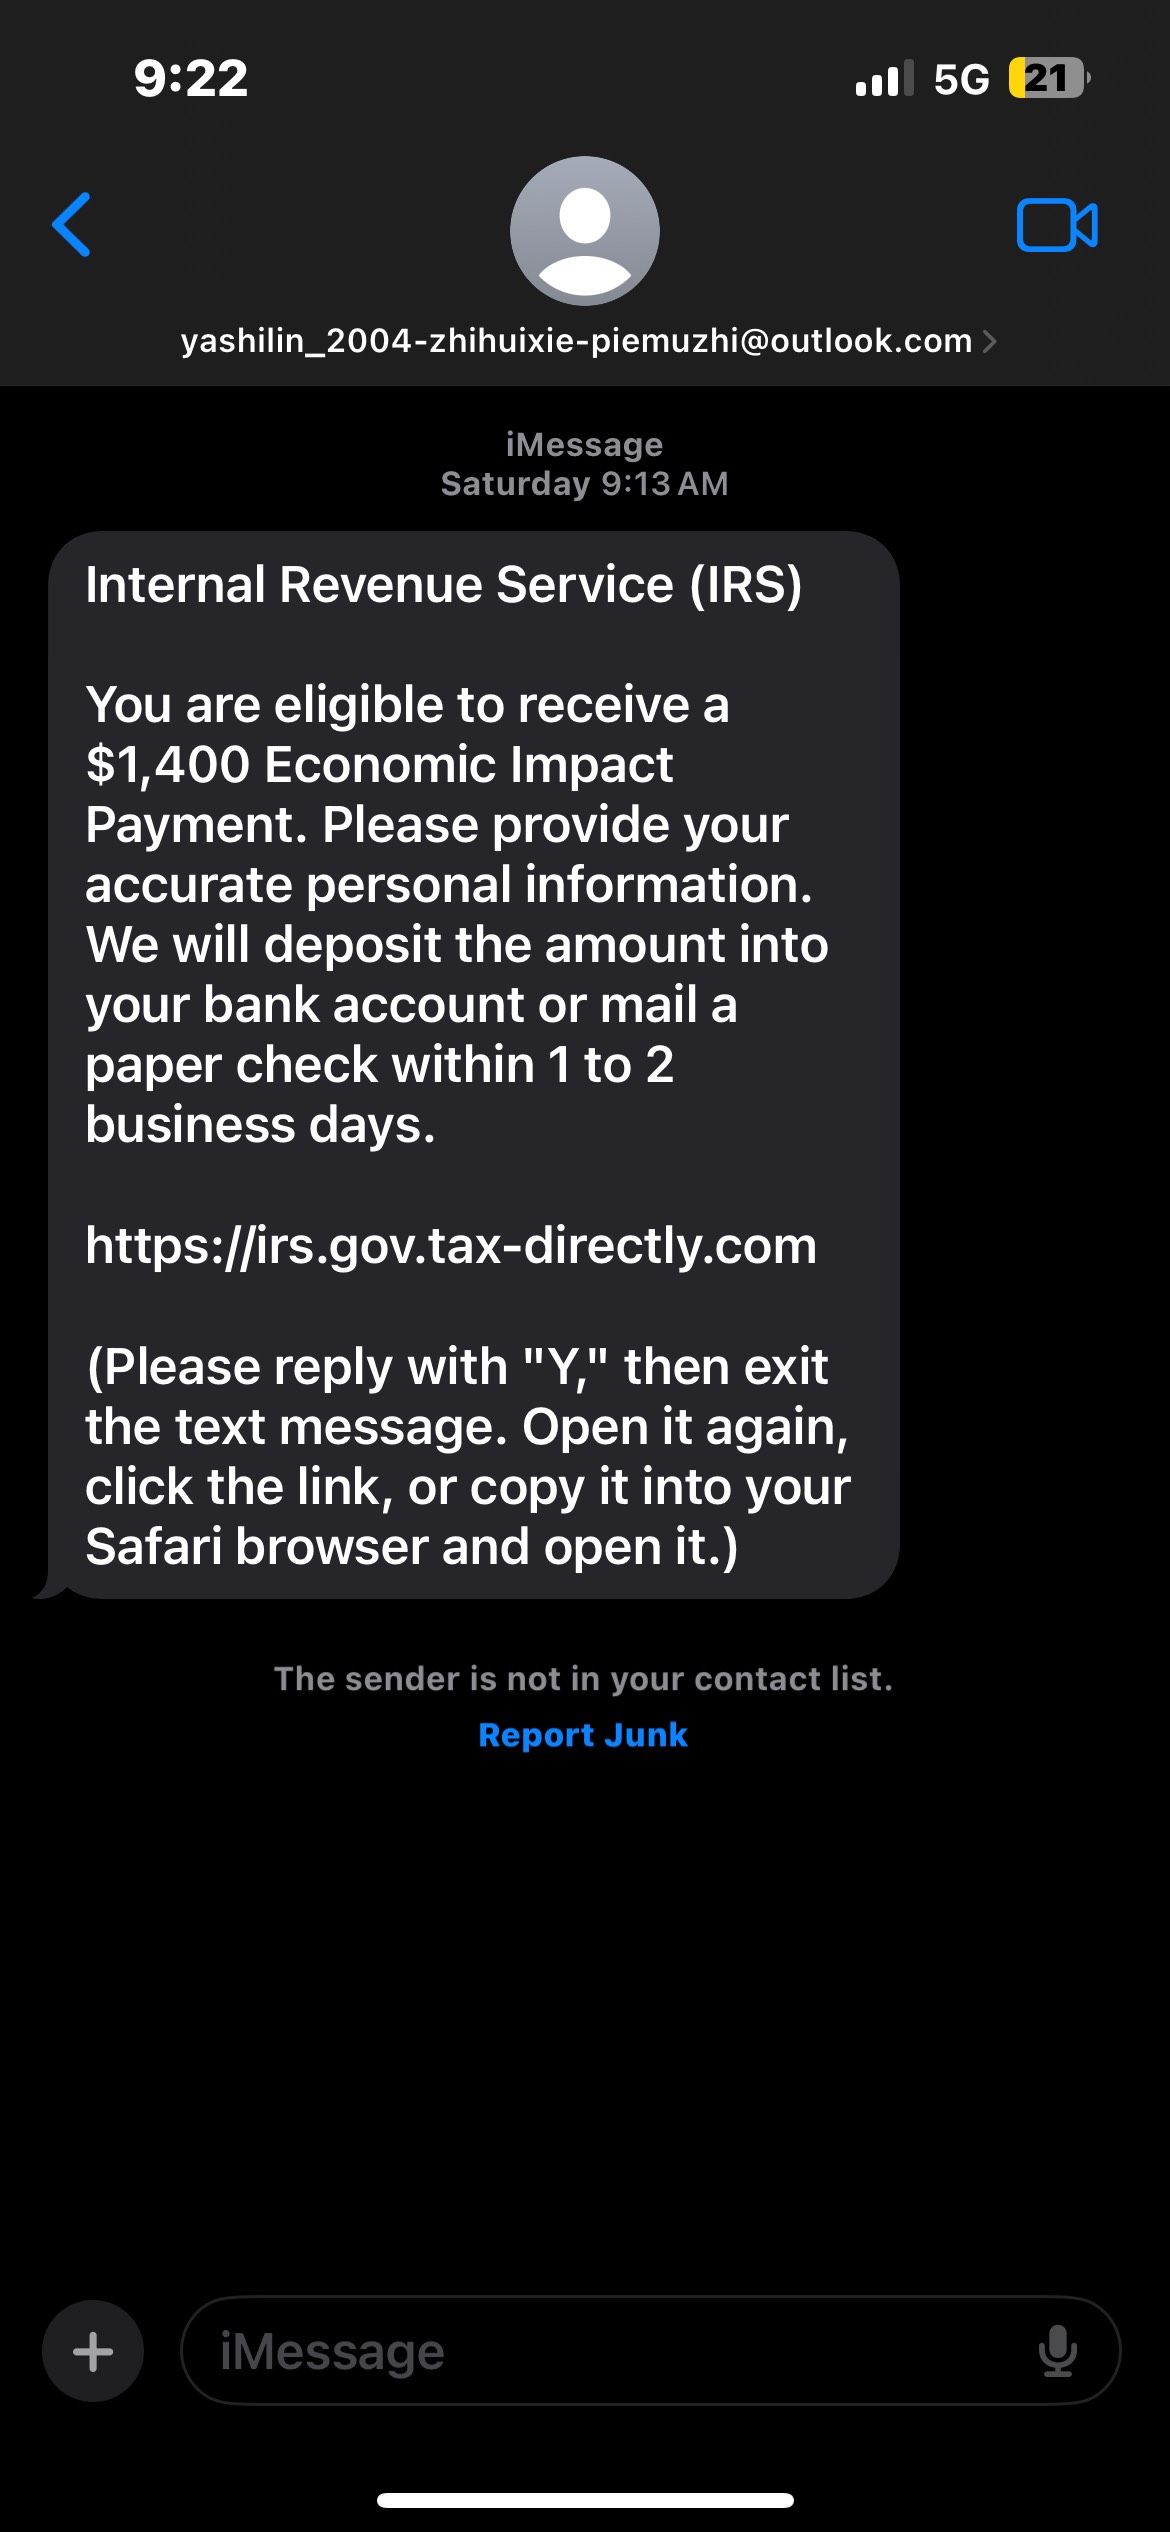 9:22
5G 21
yashilin_2004-zhihuixie-piemuzhi@outlook.com
iMessage
Saturday 9:13 AM
Internal Revenue Service (IRS)
You are eligible to receive a
$1,400 Economic Impact
Payment. Please provide your
accurate personal information.
We will deposit the amount into
your bank account or mail a
paper check within 1 to 2
business days.
https://irs.gov.tax-directly.com
(Please reply with "Y," then exit
the text message. Open it again,
click the link, or copy it into your
Safari browser and open it.)
The sender is not in your contact list.
Report Junk
iMessage